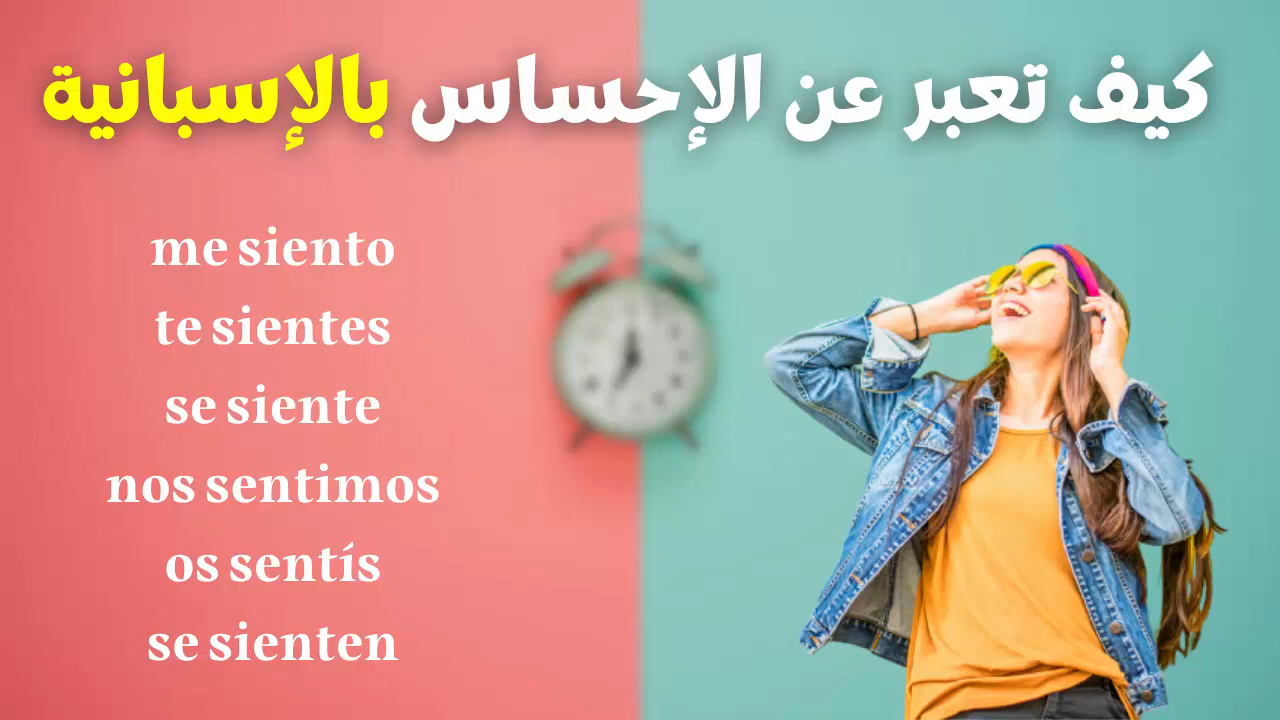 كيف تعبر عن الإحساس بالإسبانية
me siento
te sientes
se siente
nos sentimos
os sentís
se sienten